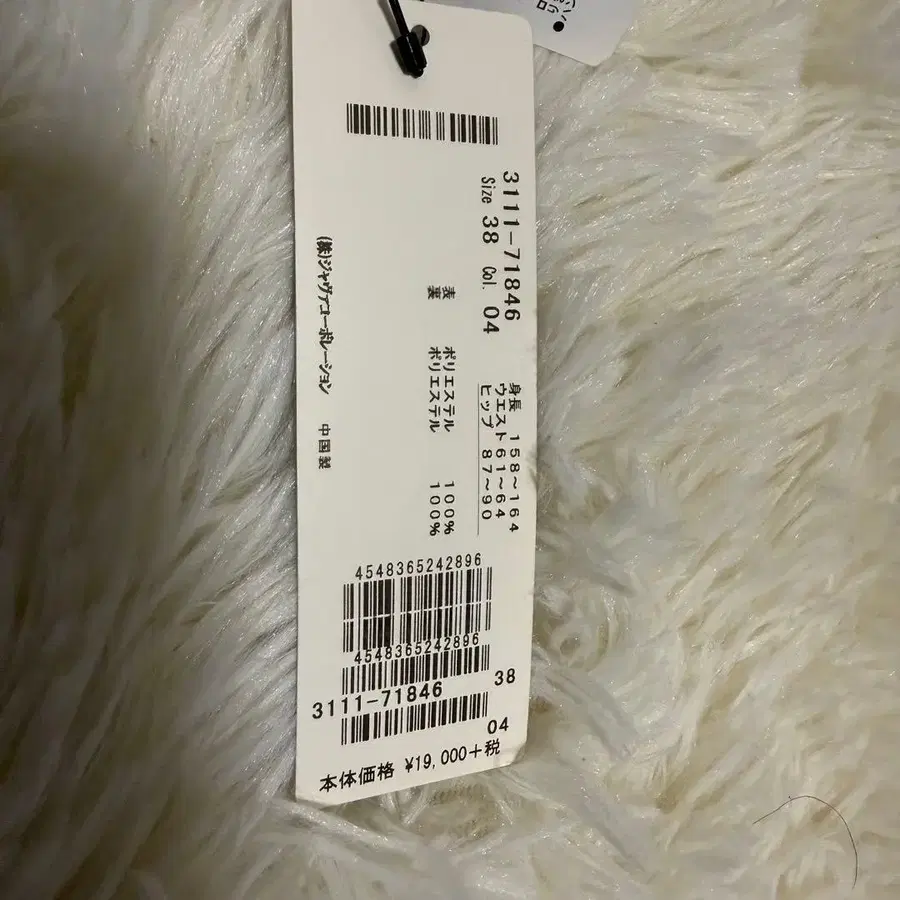 3111-71846
Size 38 Col. 04
身長 158~164
ウエスト 61~64
ヒップ 87~90
表 ポリエステル 100%
裏 ポリエステル 100%
(株)ジャヴァコーポレーション 中国製
4548365242896
4548365242896
38
3111-71846
04
本体価格 ¥19,000+税